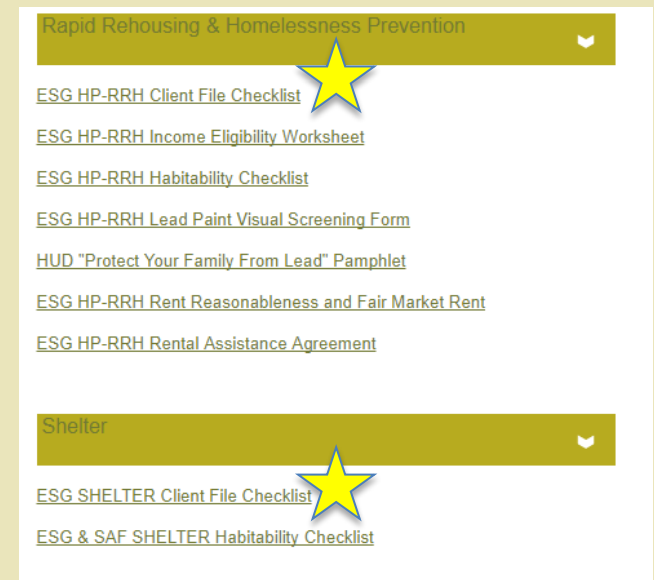 Rapid Rehousing & Homelessness Prevention
ESG HP-RRH Client File Checklist
ESG HP-RRH Income Eligibility Worksheet
ESG HP-RRH Habitability Checklist
ESG HP-RRH Lead Paint Visual Screening Form
HUD "Protect Your Family From Lead" Pamphlet
ESG HP-RRH Rent Reasonableness and Fair Market Rent
ESG HP-RRH Rental Assistance Agreement
Shelter
ESG SHELTER Client File Checklist
ESG & SAF SHELTER Habitability Checklist